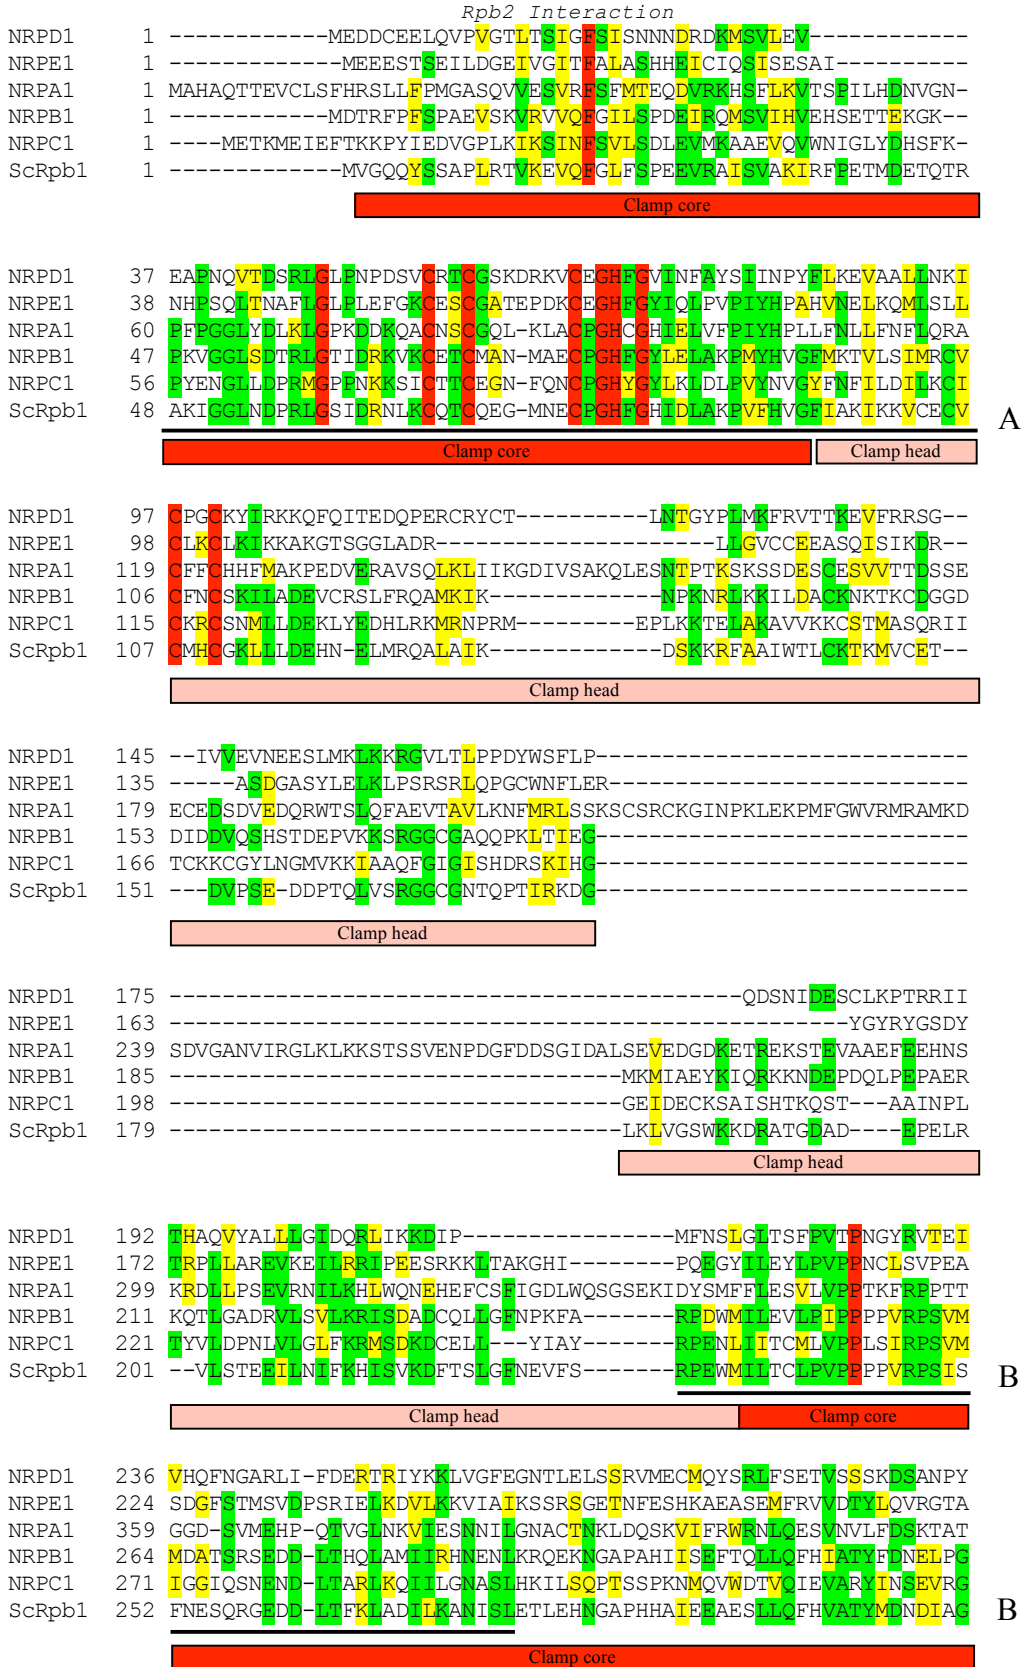 Rpb2 Interaction
NRPD1 1 ------------MEDDCEELQVPVGTLTSIGFSISNNNDRDKMSVLEV------------
NRPE1 1 -------------MEEESTSEILDGEIVGITFALASHHEICIQSISESAI----------
NRPA1 1 MAHAQTTEVCLSFHRSLLFPMGASQVVESVRFSFMTEQDVRKHSFLKVTSPILHDNVGN-
NRPB1 1 ------------MDTRFPFSPAEVSKVRVVQFGILSPDEIRQMSVIHVEHSETTEKGK--
NRPC1 1 ----METKMEIEFTKKPYIEDVGPLKIKSINFSVLSDLEVMKAAEVQVWNIGLYDHSFK-
ScRpb1 1 -------------MVGQQYSSAPLRTVKEVQFGLFSPEEVRAISVAKIRFPETMDETQTR
Clamp core
NRPD1 37 EAPNQVTDSRLGLPNPDSVCRTCGSKDRKVCEGHFGVINFAYSIINPYFLKEVAALLNKI
NRPE1 38 NHPSQLTNAFLGLPLEFGKCESCGATEPDKCEGHFGYIQLPVPIYHPAHVNELKQMLSLL
NRPA1 60 PFPGGLYDLKLGPKDDKQACNSCGQL-KLACPGHCGHIELVFPIYHPLLFNLLFNFLQRA
NRPB1 47 PKVGGLSDTRLGTIDRKVKCETCMAN-MAECPGHFGYLELAKPMYHVGFMKTVLSIMRCV
NRPC1 56 PYENGLLDPRMGPPNKKSICTTCEGN-FQNCPGHYGYLKLDLPVYNVGYFNFILDILKCI
ScRpb1 48 AKIGGLNDPRLGSIDRNLKCQTCQEG-MNECPGHFGHIDLAKPVFHVGFIAKIKKVCECV
A
Clamp core Clamp head
NRPD1 97 CPGCKYIRKKQFQITEDQPERCRYCT----------LNTGYPLMKFRVTTKEVFRRSG--
NRPE1 98 CLKCLKIKKAKGTSGGLADR---------------------LLGVCCEEASQISIKDR--
NRPA1 119 CFFCHHFMAKPEDVERAVSQLKLIIKGDIVSAKQLESNTPTKSKSSDESCESVVTTDSSE
NRPB1 106 CFNCSKILADEVCRSLFRQAMKIK-------------NPKNRLKKILDACKNKTKCDGGD
NRPC1 115 CKRCSNMLLDEKLYEDHLRKMRNPRM---------EPLKKTELAKAVVKKCSTMASQRII
ScRpb1 107 CMHCGKLLLDEHN-ELMRQALAIK-------------DSKKRFAAIWTLCKTKMVCET--
Clamp head
NRPD1 145 --IVVEVNEESLMKLKKRGVLTLPPDYWSFLP----------------------------
NRPE1 135 -----ASDGASYLELKLPSRSRLQPGCWNFLER---------------------------
NRPA1 179 ECEDSDVEDQRWTSLQFAEVTAVLKNFMRLSSKSCSRCKGINPKLEKPMFGWVRMRAMKD
NRPB1 153 DIDDVQSHSTDEPVKKSRGGCGAQQPKLTIEG----------------------------
NRPC1 166 TCKKCGYLNGMVKKIAAQFGIGISHDRSKIHG----------------------------
ScRpb1 151 ---DVPSE-DDPTQLVSRGGCGNTQPTIRKDG----------------------------
Clamp head
NRPD1 175 -------------------------------------------QDSNIDESCLKPTRRII
NRPE1 163 ---------------------------------------------------YGYRYGSDY
NRPA1 239 SDVGANVIRGLKLKKSTSSVENPDGFDDSGIDALSEVEDGDKETREKSTEVAAEFEEHNS
NRPB1 185 ----------------------------------MKMIAEYKIQRKKNDEPDQLPEPAER
NRPC1 198 ----------------------------------GEIDECKSAISHTKQST---AAINPL
ScRpb1 179 ----------------------------------LKLVGSWKKDRATGDAD----EPELR
Clamp head
NRPD1 192 THAQVYALLLGIDQRLIKKDIP----------------MFNSLGLTSFPVTPNGYRVTEI
NRPE1 172 TRPLLAREVKEILRRIPEESRKKLTAKGHI--------PQEGYILEYLPVPPNCLSVPEA
NRPA1 299 KRDLLPSEVRNILKHLWQNEHEFCSFIGDLWQSGSEKIDYSMFFLESVLVPPTKFRPPTT
NRPB1 211 KQTLGADRVLSVLKRISDADCQLLGFNPKFA-------RPDWMILEVLPIPPPPVRPSVM
NRPC1 221 TYVLDPNLVLGLFKRMSDKDCELL---YIAY-------RPENLIITCMLVPPLSIRPSVM
ScRpb1 201 --VLSTEEILNIFKHISVKDFTSLGFNEVFS-------RPEWMILTCLPVPPPPVRPSIS
B
Clamp head Clamp core
NRPD1 236 VHQFNGARLI-FDERTRIYKKLVGFEGNTLELSSRVMECMQYSRLFSETVSSSKDSANPY
NRPE1 224 SDGFSTMSVDPSRIELKDVLKKVIAIKSSRSGETNFESHKAEASEMFRVVDTYLQVRGTA
NRPA1 359 GGD-SVMEHP-QTVGLNKVIESNNILGNACTNKLDQSKVIFRWRNLQESVNVLFDSKTAT
NRPB1 264 MDATSRSEDD-LTHQLAMIIRHNENLKRQEKNGAPAHIISEFTQLLQFHIATYFDNELPG
NRPC1 271 IGGIQSNEND-LTARLKQIILGNASLHKILSQPTSSPKNMQVWDTVQIEVARYINSEVRG
ScRpb1 252 FNESQRGEDD-LTFKLADILKANISLETLEHNGAPHHAIEEAESLLQFHVATYMDNDIAG
B
Clamp core